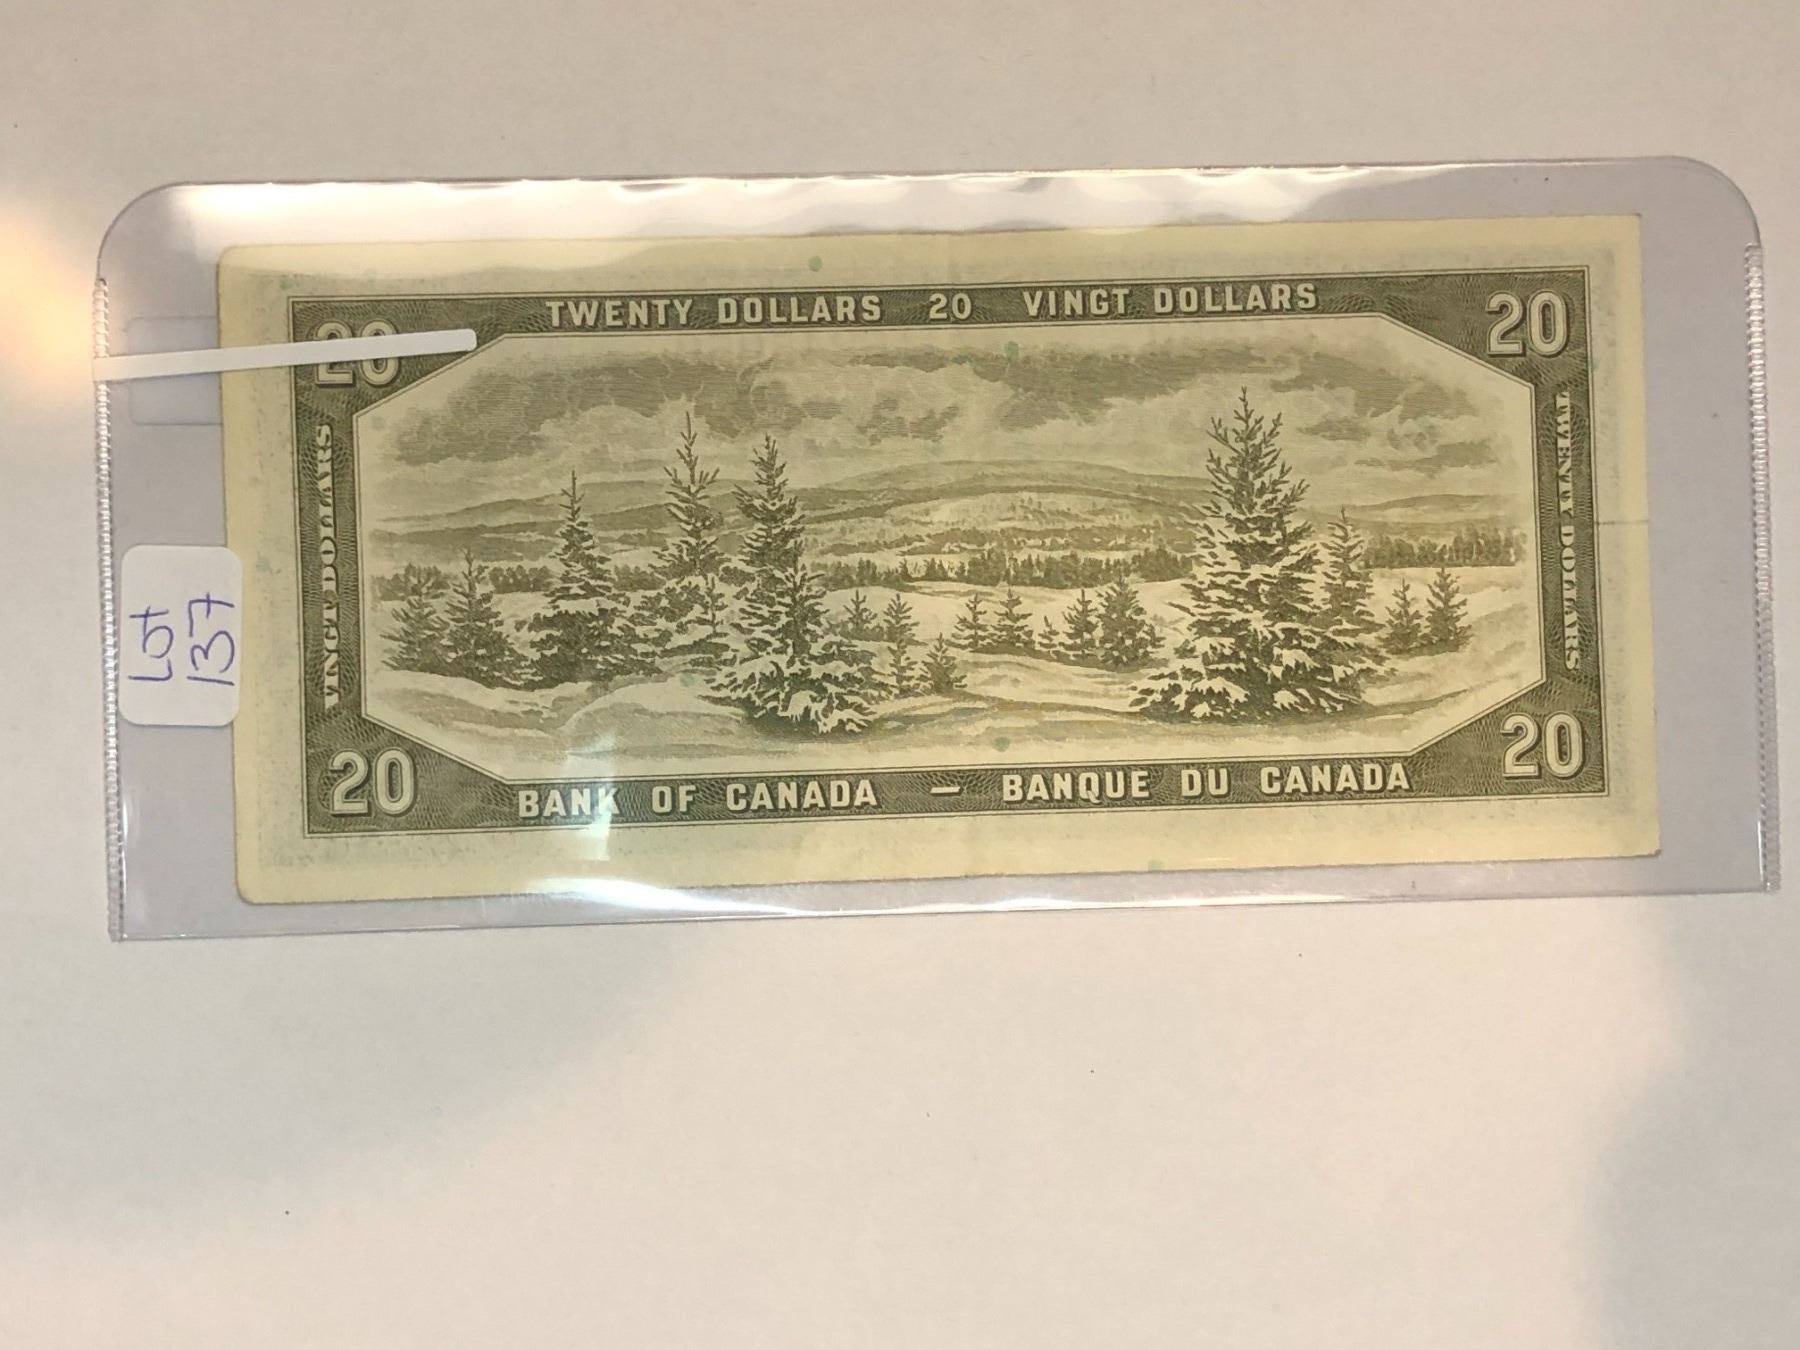 TWENTY DOLLARS 20 VINGT DOLLARS
20
20
VINGT DOLLARS
TWENTY DOLLARS
Lot
137
20
20
BANK OF CANADA — BANQUE DU CANADA